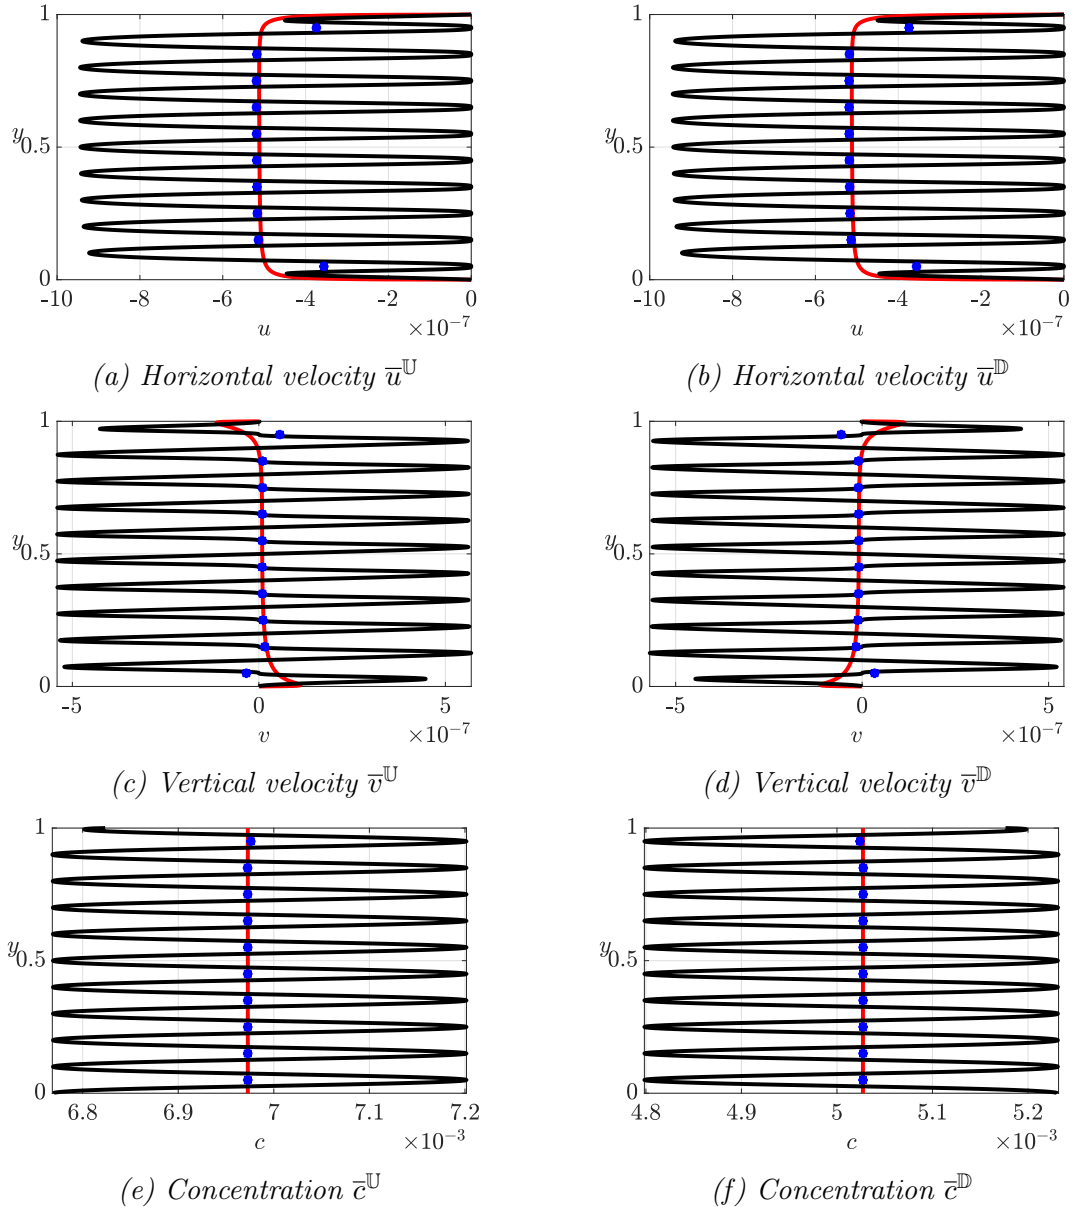 1 1
y y
0.5 0.5
0 0
-10 -8 -6 -4 -2 0 -10 -8 -6 -4 -2 0
×10⁻⁷ ×10⁻⁷
u u
(a) Horizontal velocity u̅^𝕌 (b) Horizontal velocity u̅^𝔻
1 1
y y
0.5 0.5
0 0
-5 0 5 -5 0 5
×10⁻⁷ ×10⁻⁷
v v
(c) Vertical velocity v̅^𝕌 (d) Vertical velocity v̅^𝔻
1 1
y y
0.5 0.5
0 0
6.8 6.9 7 7.1 7.2 4.8 4.9 5 5.1 5.2
×10⁻³ ×10⁻³
c c
(e) Concentration c̅^𝕌 (f) Concentration c̅^𝔻